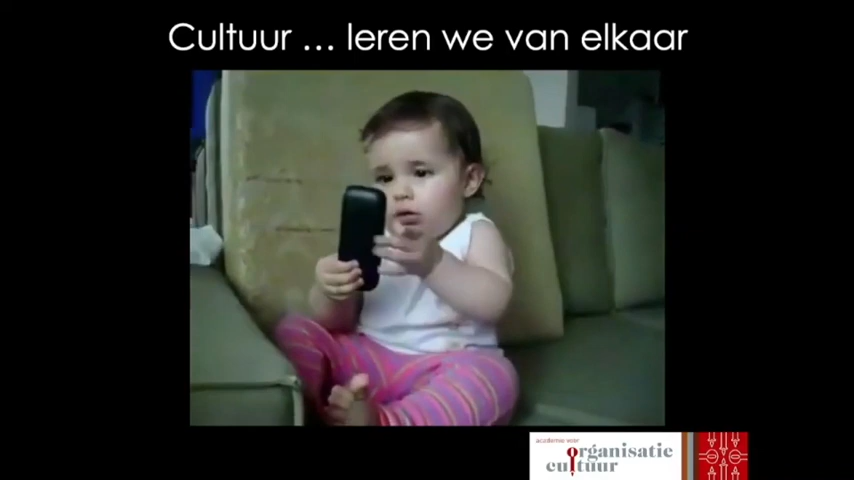 Cultuur ... leren we van elkaar
academie voor
organisatie
cultuur